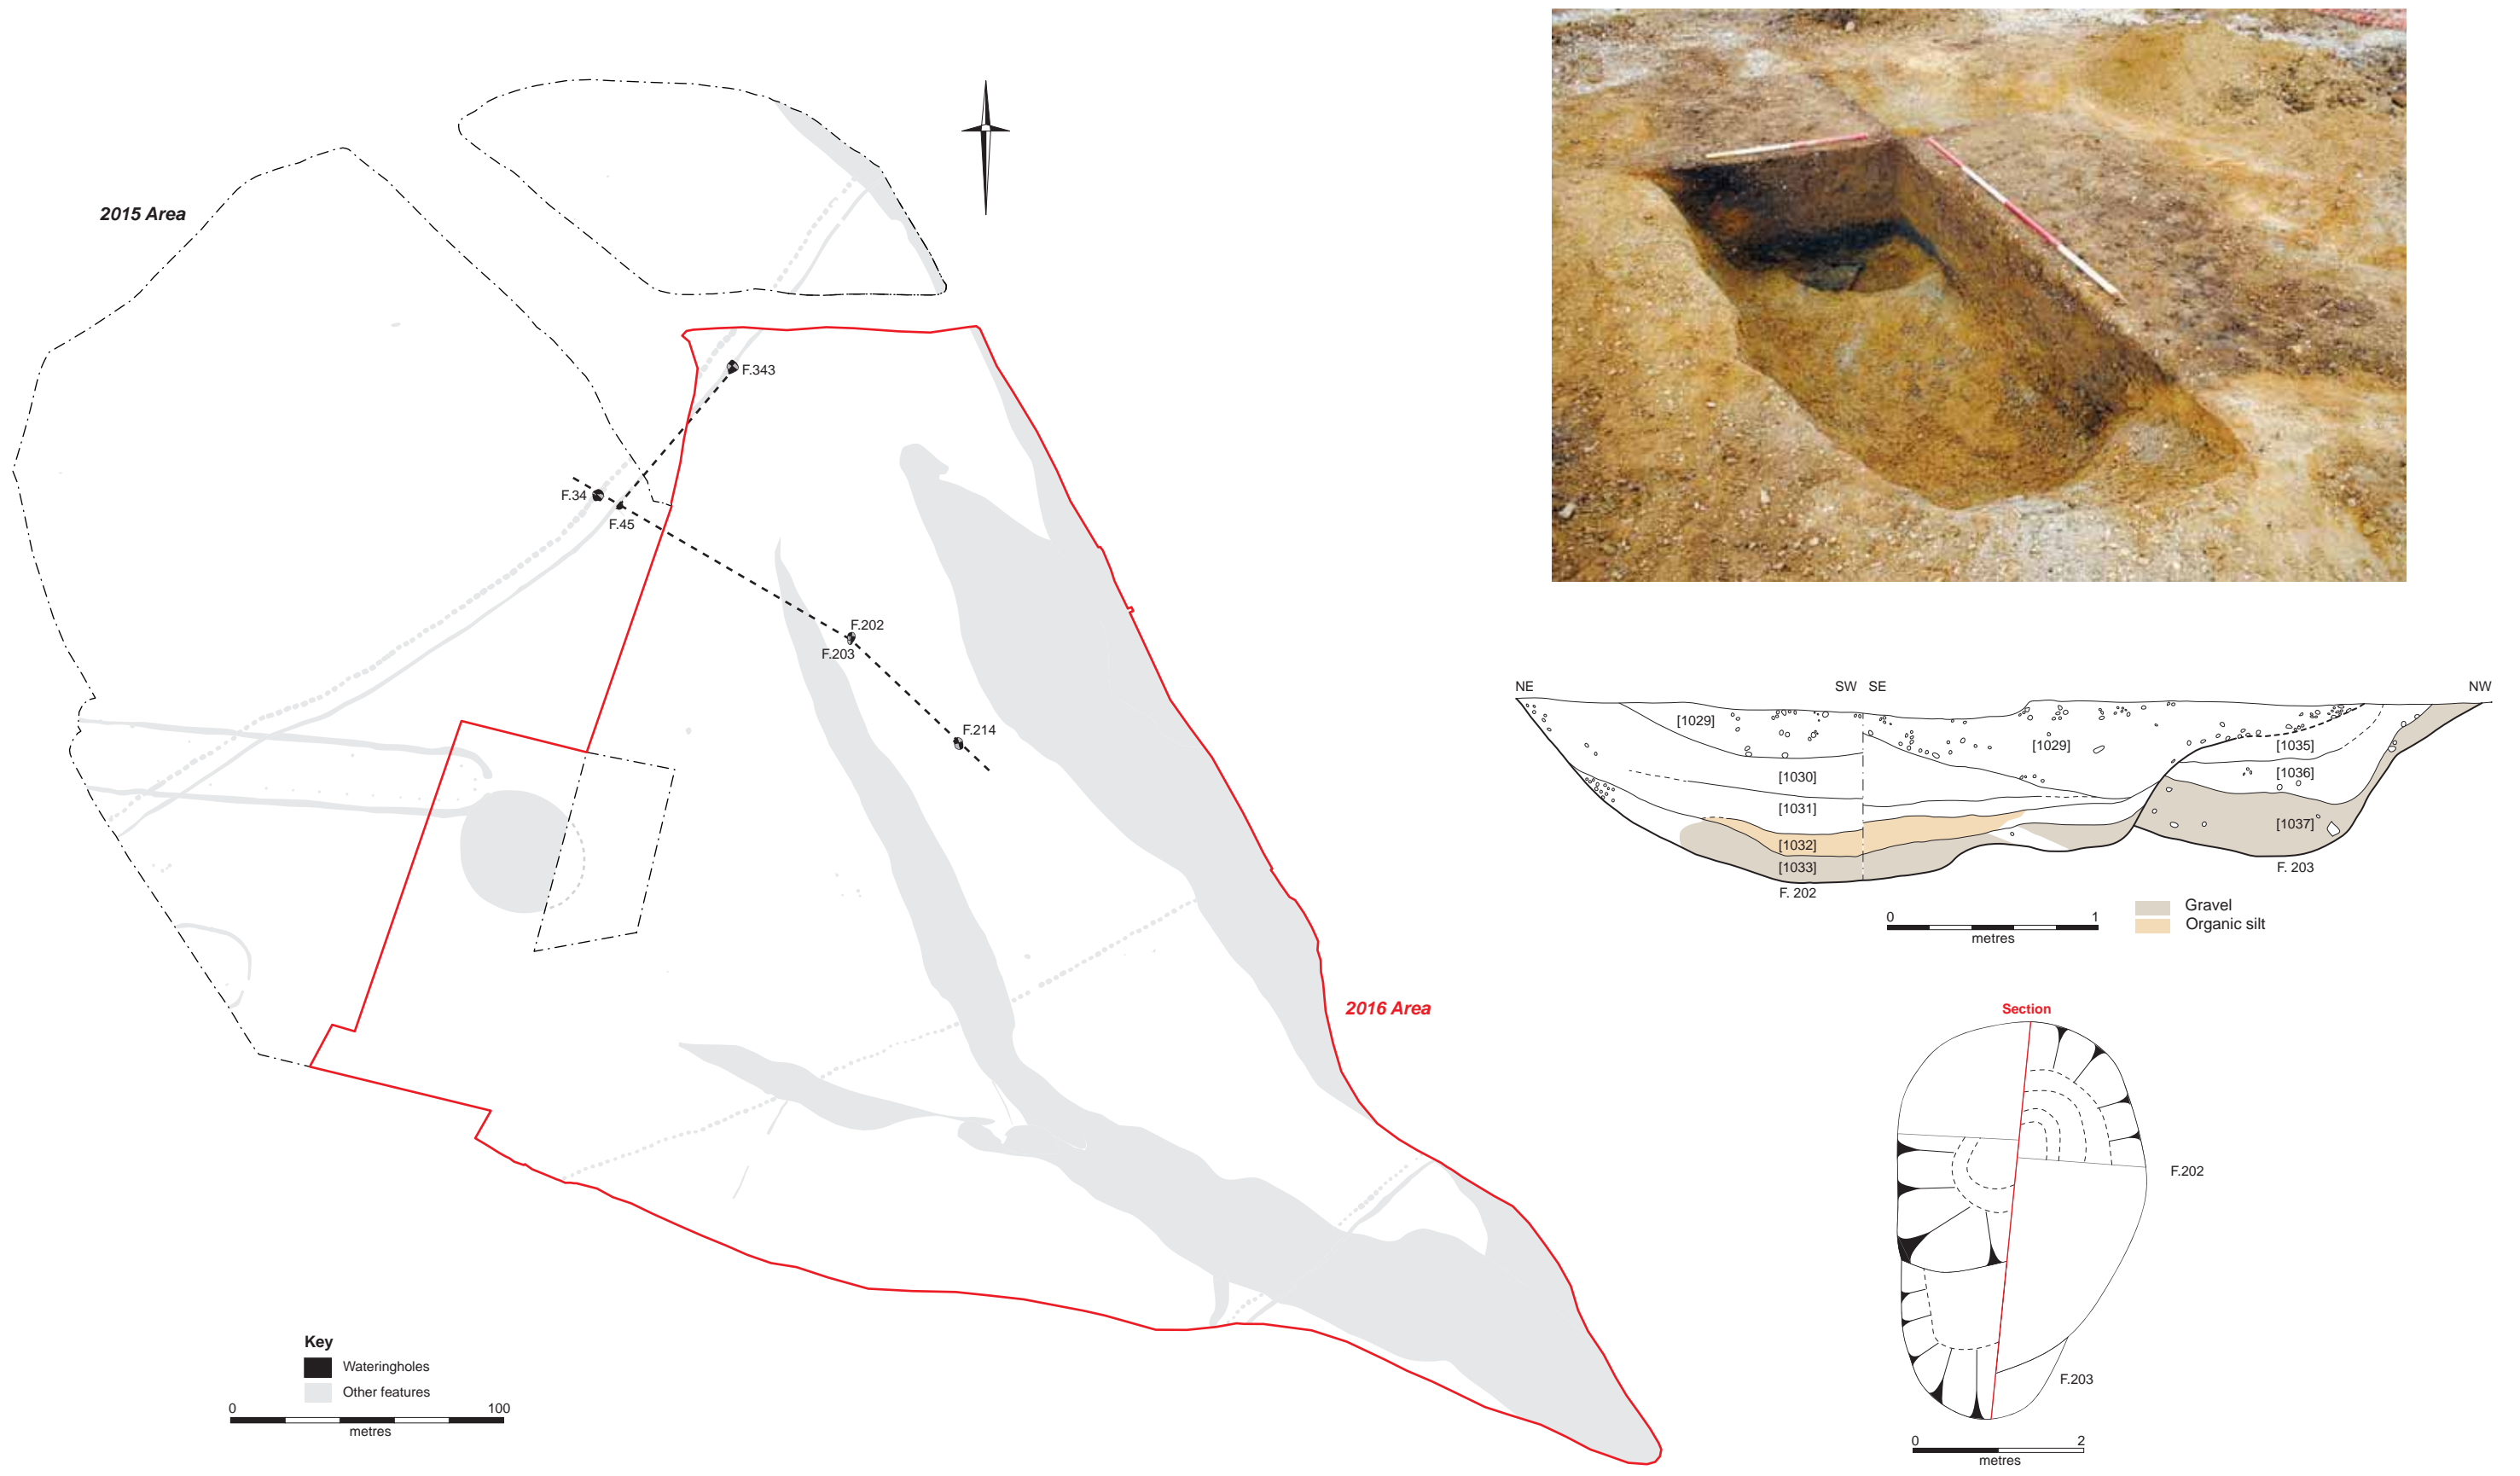 2015 Area
F.343
F.34
F.45
F.202
F.203
F.214
2016 Area
Key
Wateringholes
Other features
0 100
metres
NE SW SE NW
[1029]
[1029]
[1035]
[1030]
[1036]
[1031]
[1037]
[1032]
[1033]
F. 203
F. 202
0 1
metres
Gravel
Organic silt
Section
F.202
F.203
0 2
metres